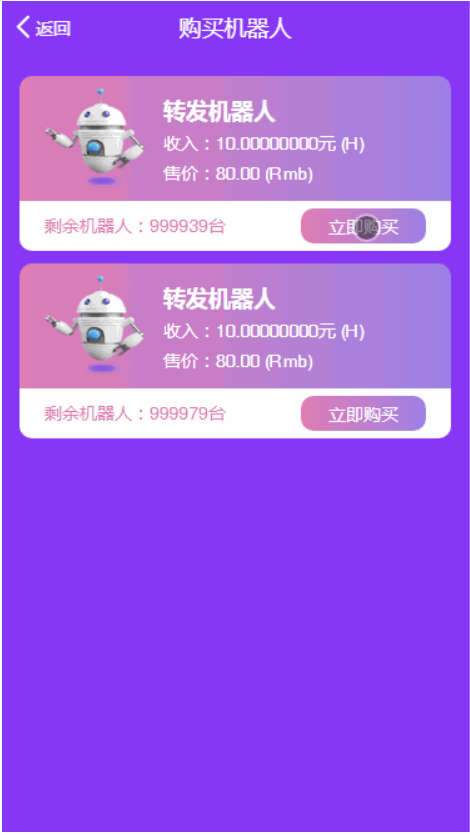 返回
购买机器人
转发机器人
收入：10.00000000元 (H)
售价：80.00 (Rmb)
剩余机器人：999939台
立即购买
转发机器人
收入：10.00000000元 (H)
售价：80.00 (Rmb)
剩余机器人：999979台
立即购买